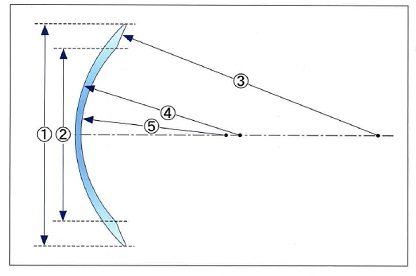 ③
④
⑤
① ②